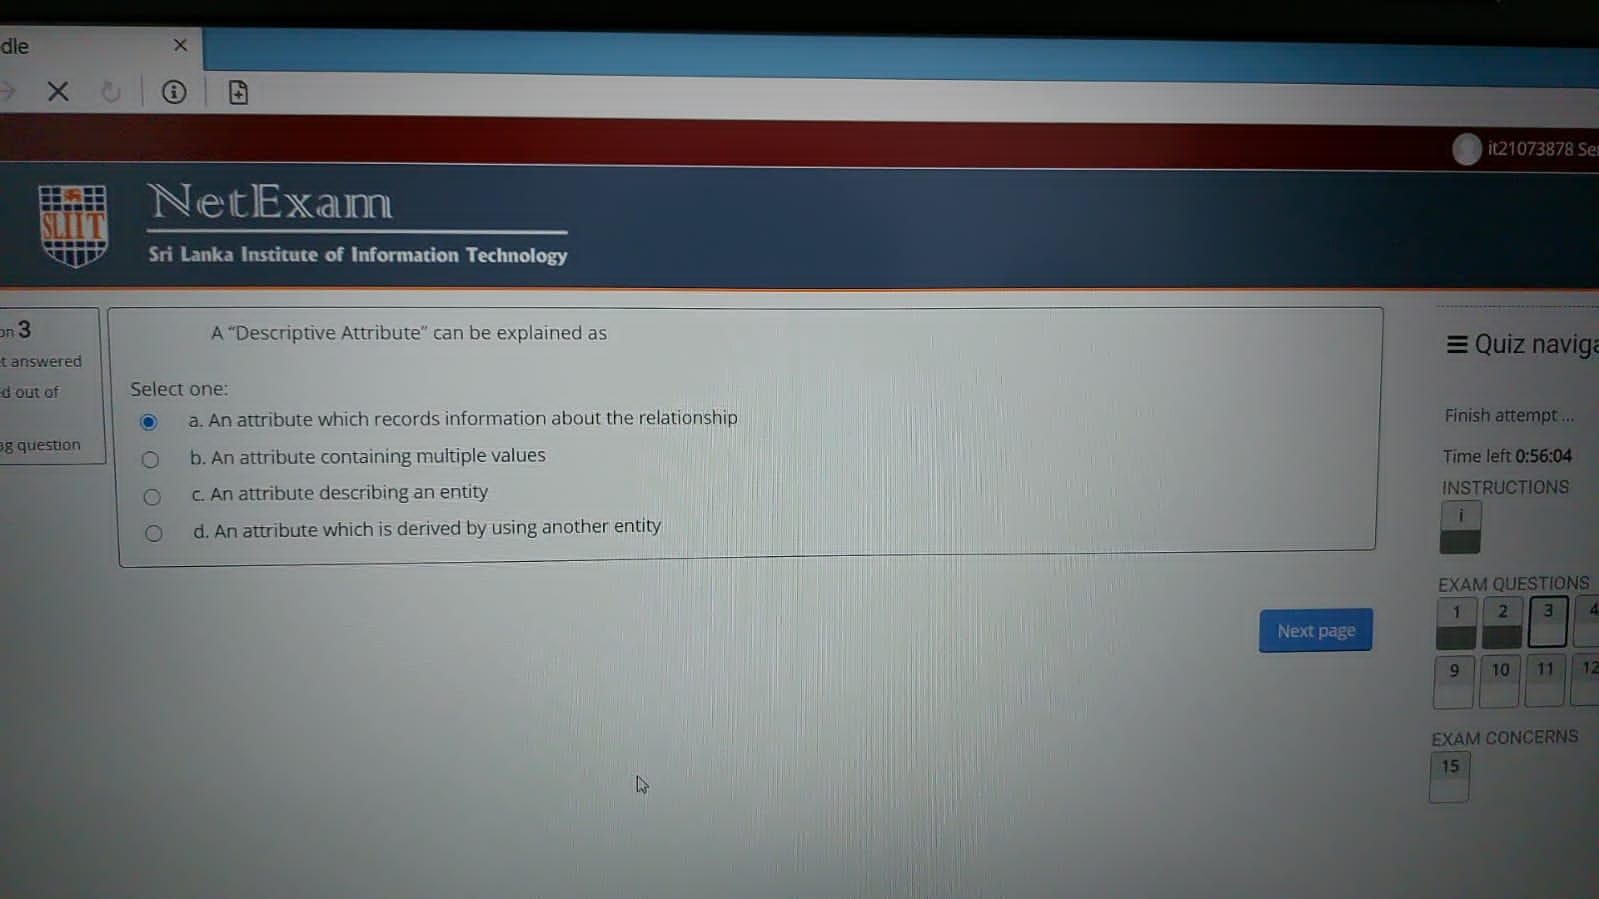 dle
it21073878 Se
NetExam
SLIIT
Sri Lanka Institute of Information Technology
on 3
t answered
d out of
ag question
A “Descriptive Attribute” can be explained as
Select one:
a. An attribute which records information about the relationship
b. An attribute containing multiple values
c. An attribute describing an entity
d. An attribute which is derived by using another entity
Next page
Quiz naviga
Finish attempt ...
Time left 0:56:04
INSTRUCTIONS
i
EXAM QUESTIONS
1 2 3 4
9 10 11 12
EXAM CONCERNS
15